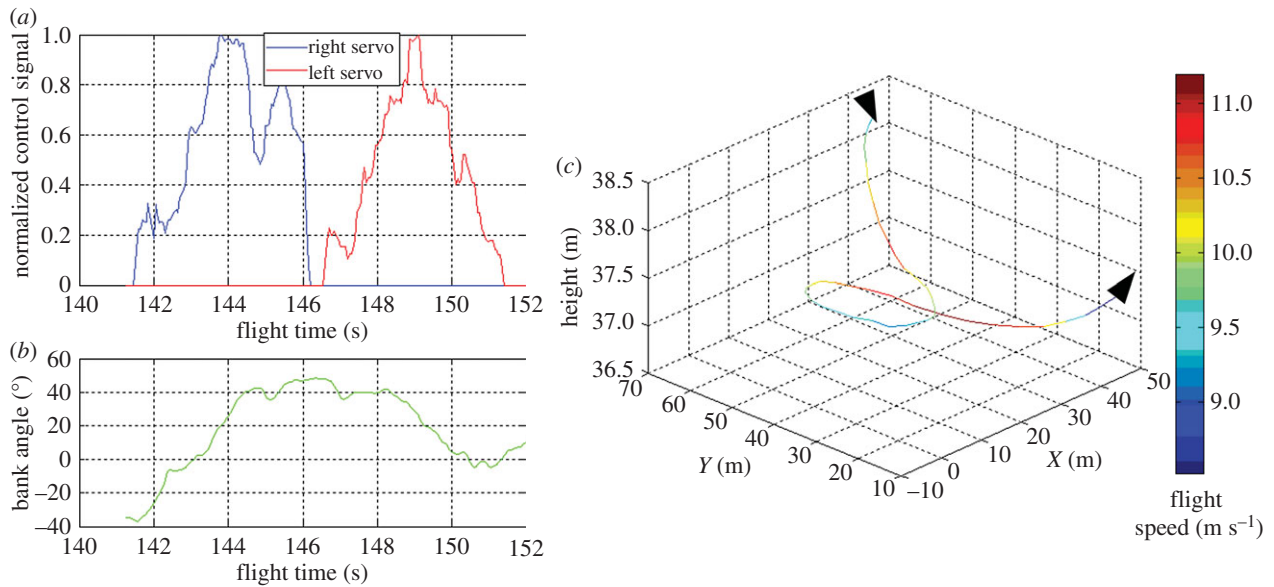 (a)
1.0
0.8
0.6
0.4
0.2
0
normalized control signal
right servo
left servo
140 142 144 146 148 150 152
flight time (s)
(b)
60
40
20
0
–20
–40
bank angle (°)
140 142 144 146 148 150 152
flight time (s)
(c)
38.5
38.0
37.5
37.0
36.5
height (m)
70 60 50 40 30 20 10
Y (m)
–10 0 10 20 30 40 50
X (m)
11.0
10.5
10.0
9.5
9.0
flight
speed (m s⁻¹)